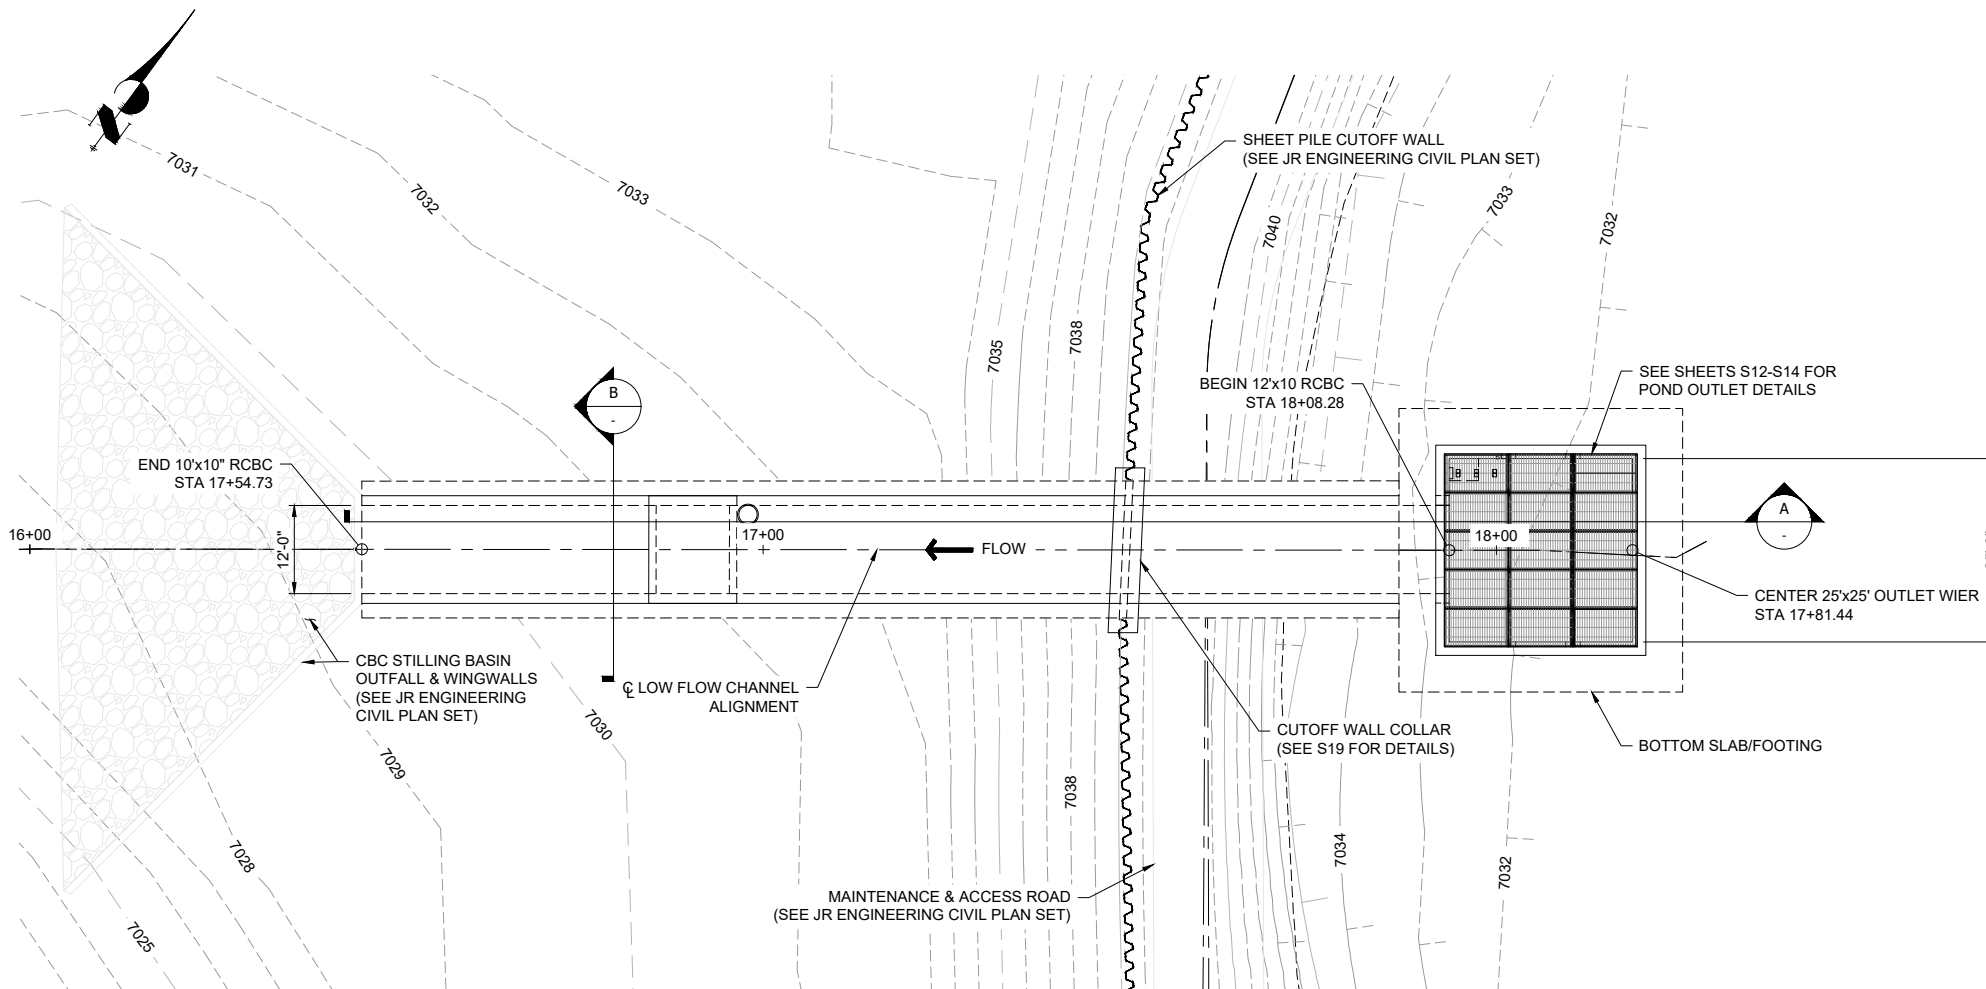 7031
7032
7033
SHEET PILE CUTOFF WALL
(SEE JR ENGINEERING CIVIL PLAN SET)
7040
7033
7032
7035
7038
BEGIN 12'x10 RCBC
STA 18+08.28
SEE SHEETS S12-S14 FOR
POND OUTLET DETAILS
B
-
END 10'x10" RCBC
STA 17+54.73
16+00
12'-0"
17+00
FLOW
18+00
A
-
CENTER 25'x25' OUTLET WIER
STA 17+81.44
CBC STILLING BASIN
OUTFALL & WINGWALLS
(SEE JR ENGINEERING
CIVIL PLAN SET)
℄ LOW FLOW CHANNEL
ALIGNMENT
7030
7029
CUTOFF WALL COLLAR
(SEE S19 FOR DETAILS)
BOTTOM SLAB/FOOTING
7038
7034
7032
7028
7025
MAINTENANCE & ACCESS ROAD
(SEE JR ENGINEERING CIVIL PLAN SET)